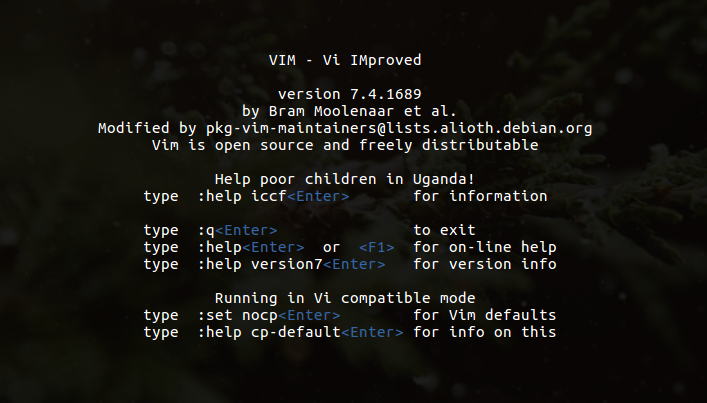 VIM - Vi IMproved
version 7.4.1689
by Bram Moolenaar et al.
Modified by pkg-vim-maintainers@lists.alioth.debian.org
Vim is open source and freely distributable
Help poor children in Uganda!
type  :help iccf<Enter>       for information
type  :q<Enter>               to exit
type  :help<Enter>  or  <F1>  for on-line help
type  :help version7<Enter>   for version info
Running in Vi compatible mode
type  :set nocp<Enter>        for Vim defaults
type  :help cp-default<Enter> for info on this